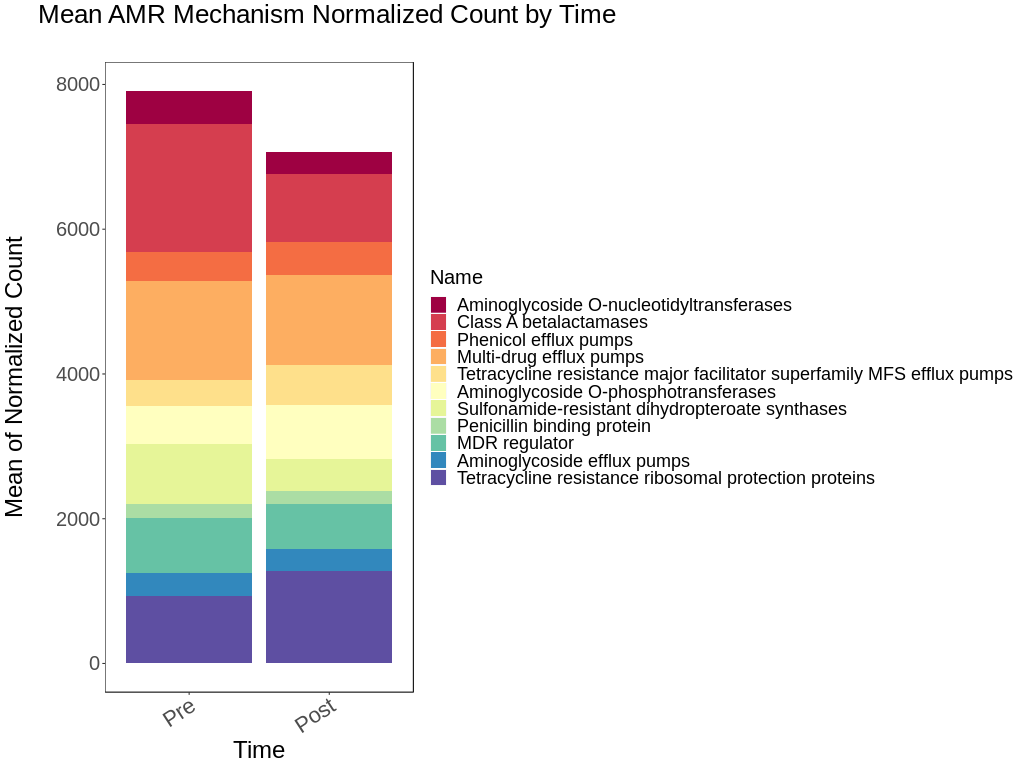 Mean AMR Mechanism Normalized Count by Time
Mean of Normalized Count
8000
6000
4000
2000
0
Pre
Post
Time
Name
Aminoglycoside O-nucleotidyltransferases
Class A betalactamases
Phenicol efflux pumps
Multi-drug efflux pumps
Tetracycline resistance major facilitator superfamily MFS efflux pumps
Aminoglycoside O-phosphotransferases
Sulfonamide-resistant dihydropteroate synthases
Penicillin binding protein
MDR regulator
Aminoglycoside efflux pumps
Tetracycline resistance ribosomal protection proteins